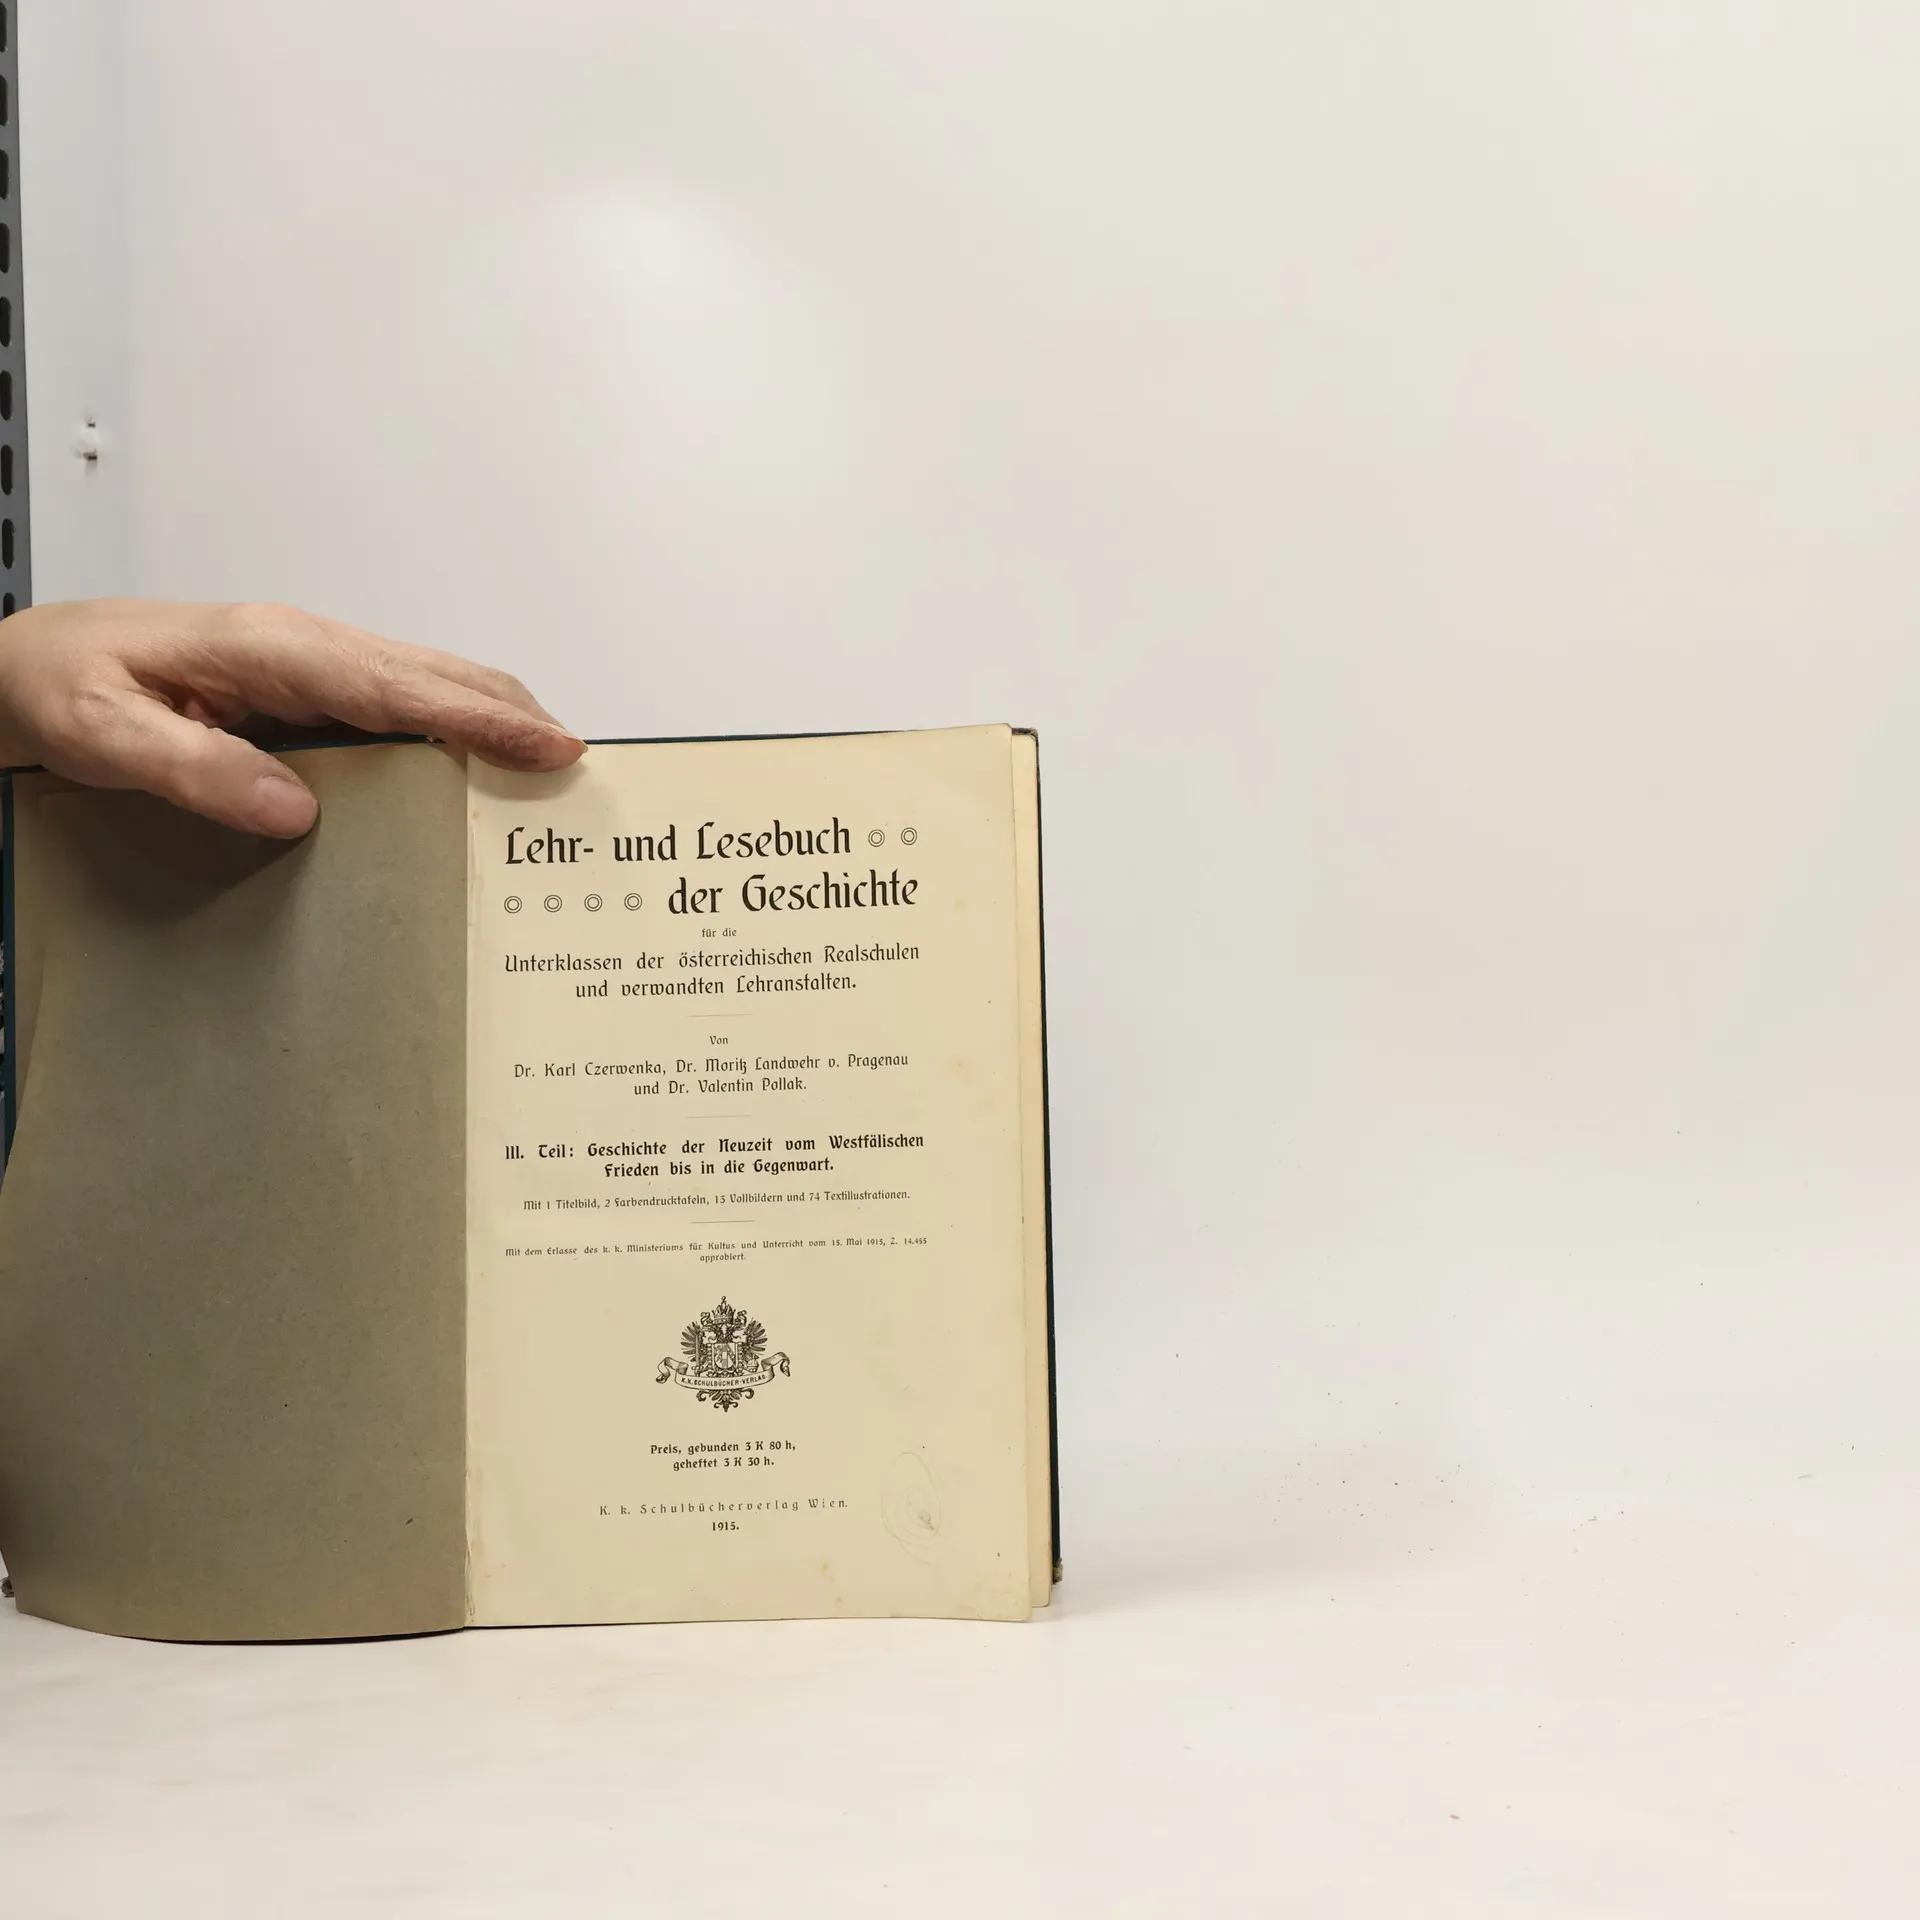 Lehr- und Lesebuch
der Geschichte
für die
Unterklassen der österreichischen Realschulen
und verwandten Lehranstalten.
Von
Dr. Karl Czerwenka, Dr. Moritz Landwehr v. Pragenau
und Dr. Valentin Pollak.
III. Teil: Geschichte der Neuzeit vom Westfälischen
Frieden bis in die Gegenwart.
Mit 1 Titelbild, 2 Farbendrucktafeln, 15 Vollbildern und 74 Textillustrationen.
Mit dem Erlasse des k. k. Ministeriums für Kultus und Unterricht vom 15. Mai 1915, Z. 14.455
approbiert.
K.K. SCHULBÜCHER-VERLAG
Preis, gebunden 3 K 80 h,
geheftet 3 K 30 h.
K. k. Schulbücherverlag Wien.
1915.